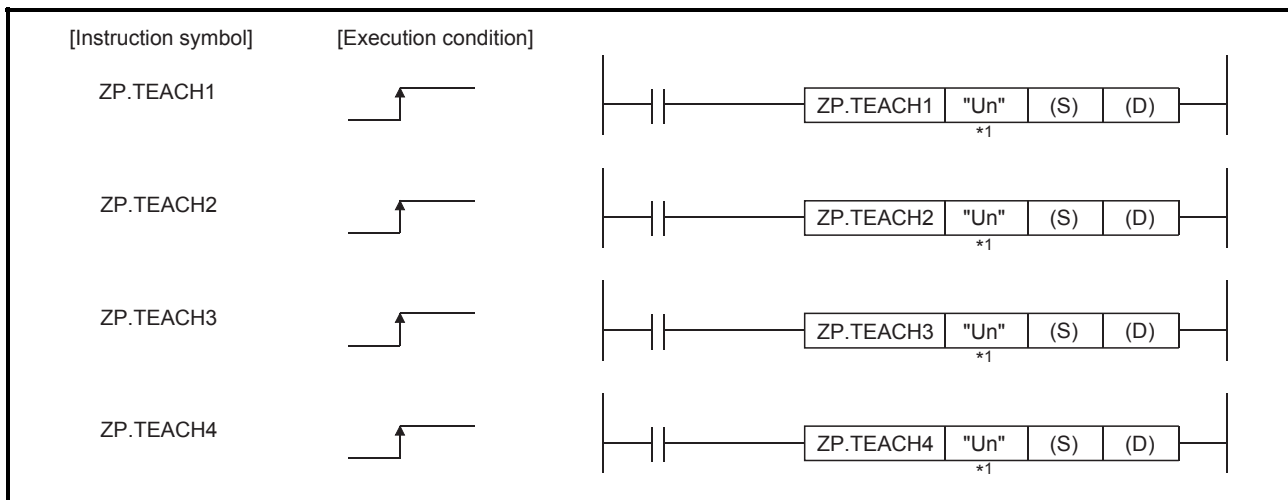 [Instruction symbol] [Execution condition]
ZP.TEACH1 ZP.TEACH1 "Un" (S) (D)
*1
ZP.TEACH2 ZP.TEACH2 "Un" (S) (D)
*1
ZP.TEACH3 ZP.TEACH3 "Un" (S) (D)
*1
ZP.TEACH4 ZP.TEACH4 "Un" (S) (D)
*1